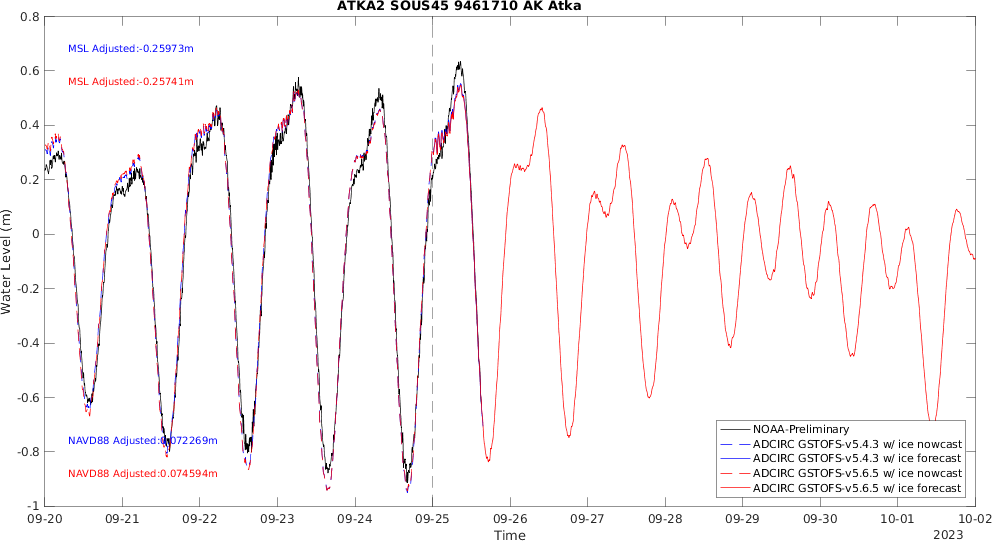 ATKA2 SOUS45 9461710 AK Atka
MSL Adjusted:-0.25973m
MSL Adjusted:-0.25741m
NAVD88 Adjusted:0.072269m
NAVD88 Adjusted:0.074594m
Water Level (m)
0.8
0.6
0.4
0.2
0
-0.2
-0.4
-0.6
-0.8
-1
NOAA-Preliminary
ADCIRC GSTOFS-v5.4.3 w/ ice nowcast
ADCIRC GSTOFS-v5.4.3 w/ ice forecast
ADCIRC GSTOFS-v5.6.5 w/ ice nowcast
ADCIRC GSTOFS-v5.6.5 w/ ice forecast
09-20 09-21 09-22 09-23 09-24 09-25 09-26 09-27 09-28 09-29 09-30 10-01 10-02
Time
2023